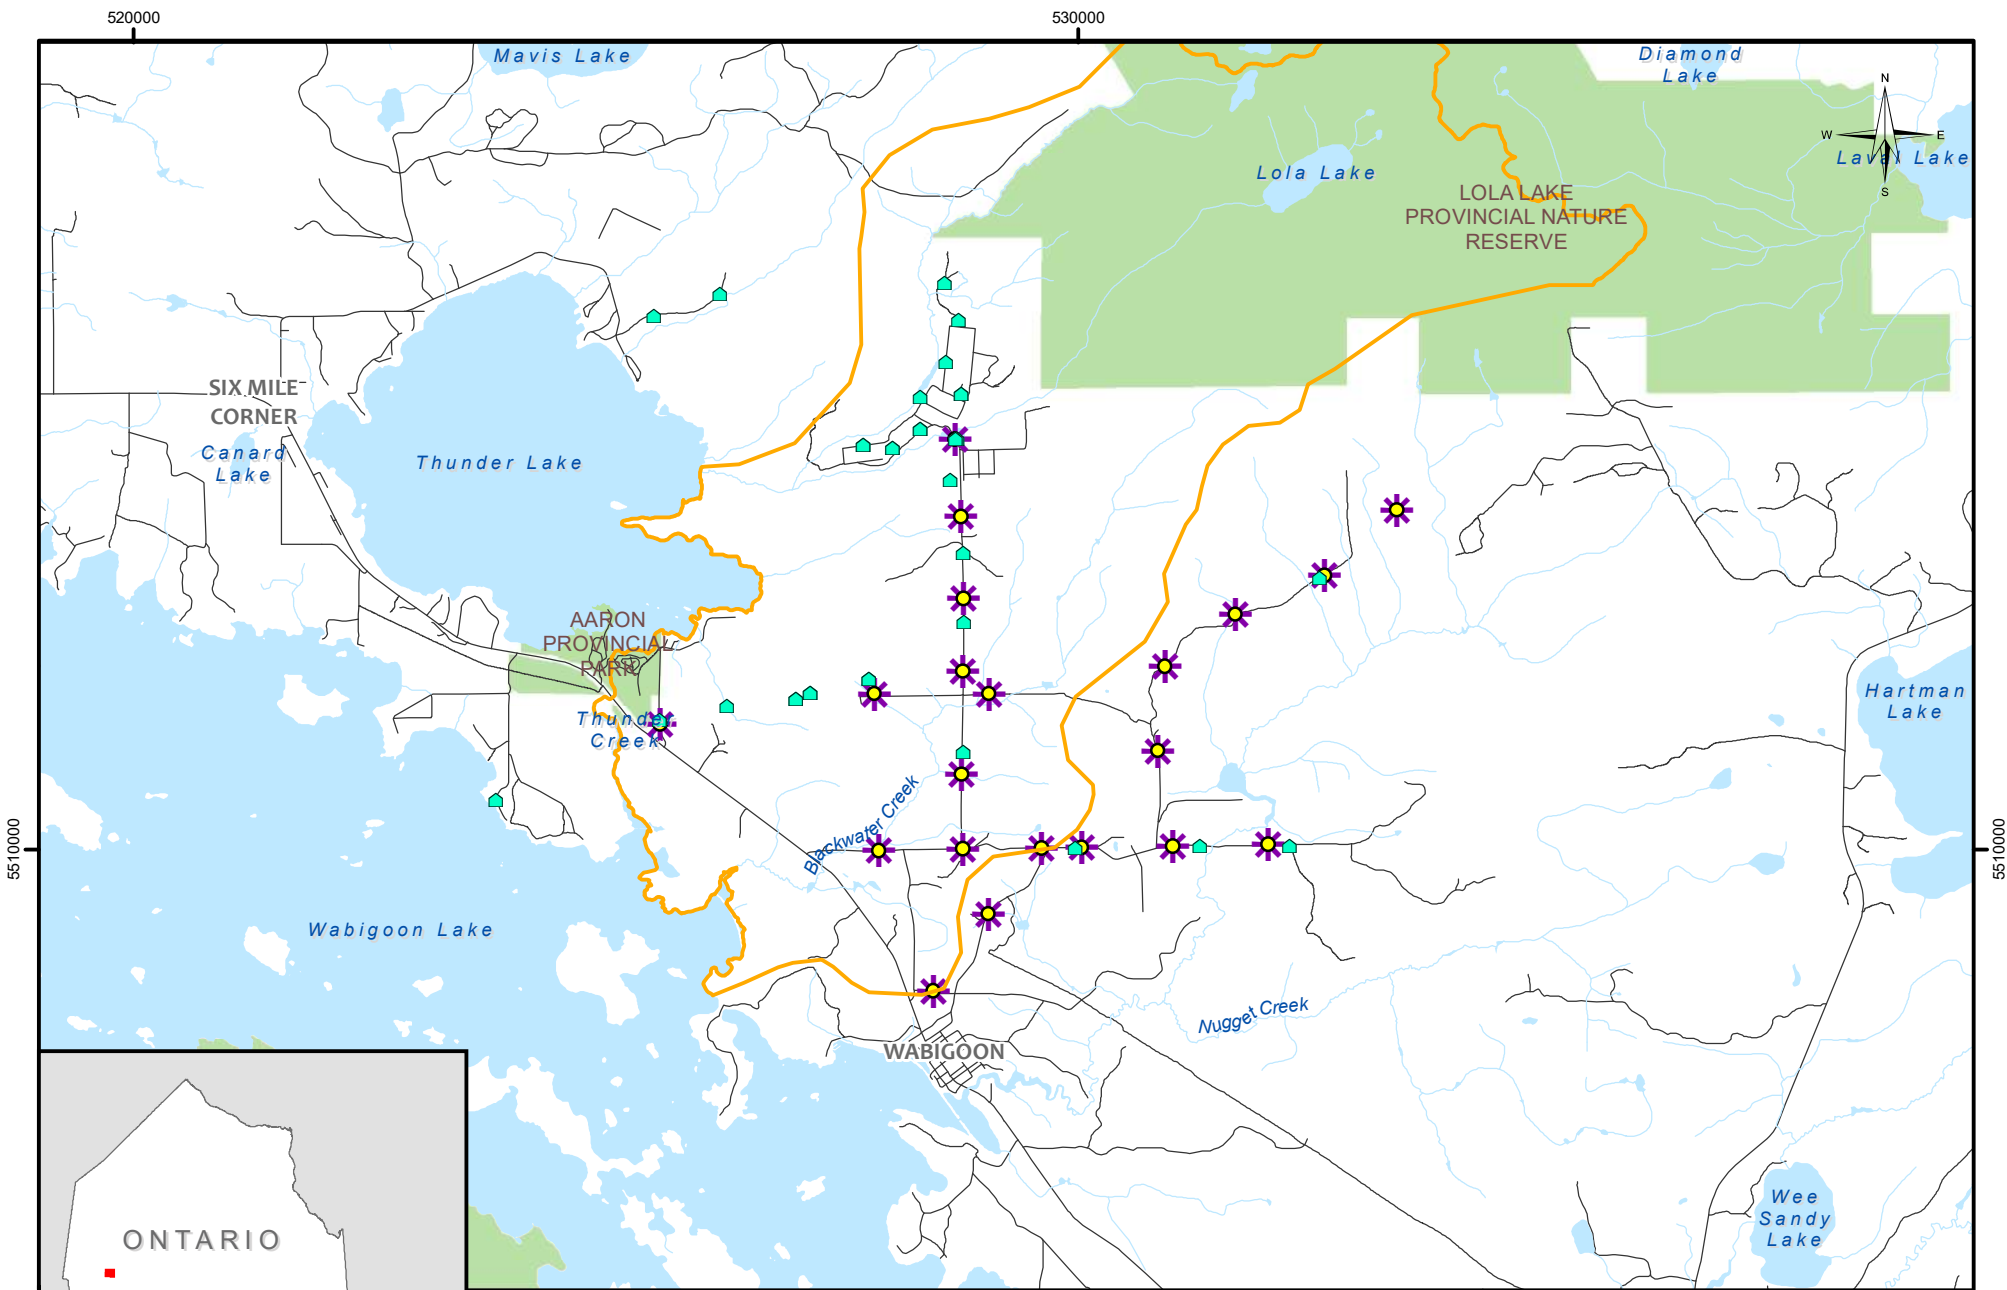 520000
530000
Mavis Lake
Diamond
Lake
N
W
E
S
Laval Lake
Lola Lake
LOLA LAKE
PROVINCIAL NATURE
RESERVE
SIX MILE
CORNER
Canard
Lake
Thunder Lake
AARON
PROVINCIAL
PARK
Hartman
Lake
Thunder
Creek
Blackwater Creek
5510000
5510000
Wabigoon Lake
Nugget Creek
WABIGOON
Wee
Sandy
Lake
ONTARIO